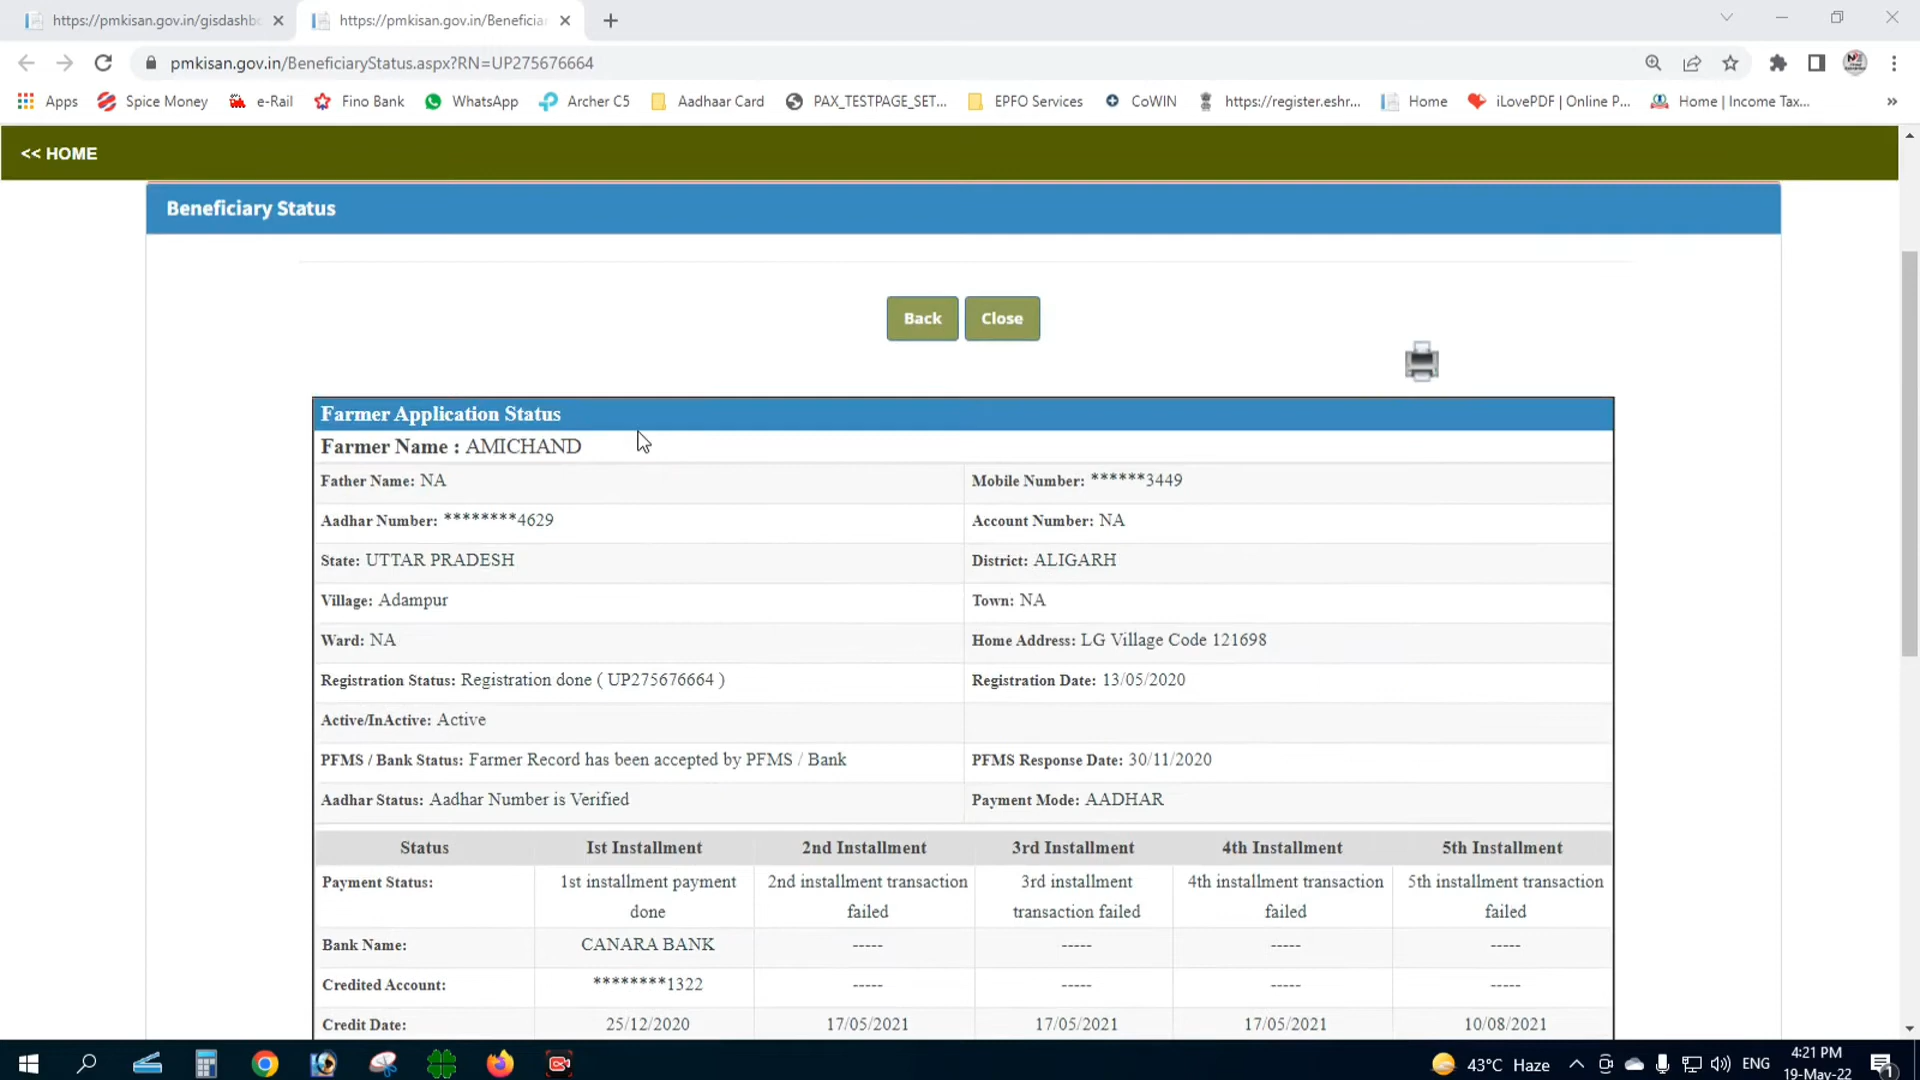 https://pmkisan.gov.in/gisdashb
https://pmkisan.gov.in/Beneficia
pmkisan.gov.in/BeneficiaryStatus.aspx?RN=UP275676664
Apps Spice Money e-Rail Fino Bank WhatsApp Archer C5 Aadhaar Card PAX_TESTPAGE_SET... EPFO Services CoWIN https://register.eshr... Home iLovePDF | Online P... Home | Income Tax... »
<< HOME
Beneficiary Status
Back Close
Farmer Application Status
Farmer Name : AMICHAND
Father Name: NA Mobile Number: ******3449
Aadhar Number: ********4629 Account Number: NA
State: UTTAR PRADESH District: ALIGARH
Village: Adampur Town: NA
Ward: NA Home Address: LG Village Code 121698
Registration Status: Registration done ( UP275676664 ) Registration Date: 13/05/2020
Active/InActive: Active
PFMS / Bank Status: Farmer Record has been accepted by PFMS / Bank PFMS Response Date: 30/11/2020
Aadhar Status: Aadhar Number is Verified Payment Mode: AADHAR
Status Ist Installment 2nd Installment 3rd Installment 4th Installment 5th Installment
Payment Status: 1st installment payment 2nd installment transaction 3rd installment 4th installment transaction 5th installment transaction
done failed transaction failed failed failed
Bank Name: CANARA BANK ----- ----- ----- -----
Credited Account: ********1322 ----- ----- ----- -----
Credit Date: 25/12/2020 17/05/2021 17/05/2021 17/05/2021 10/08/2021
43°C Haze ENG 4:21 PM
19-May-22 1